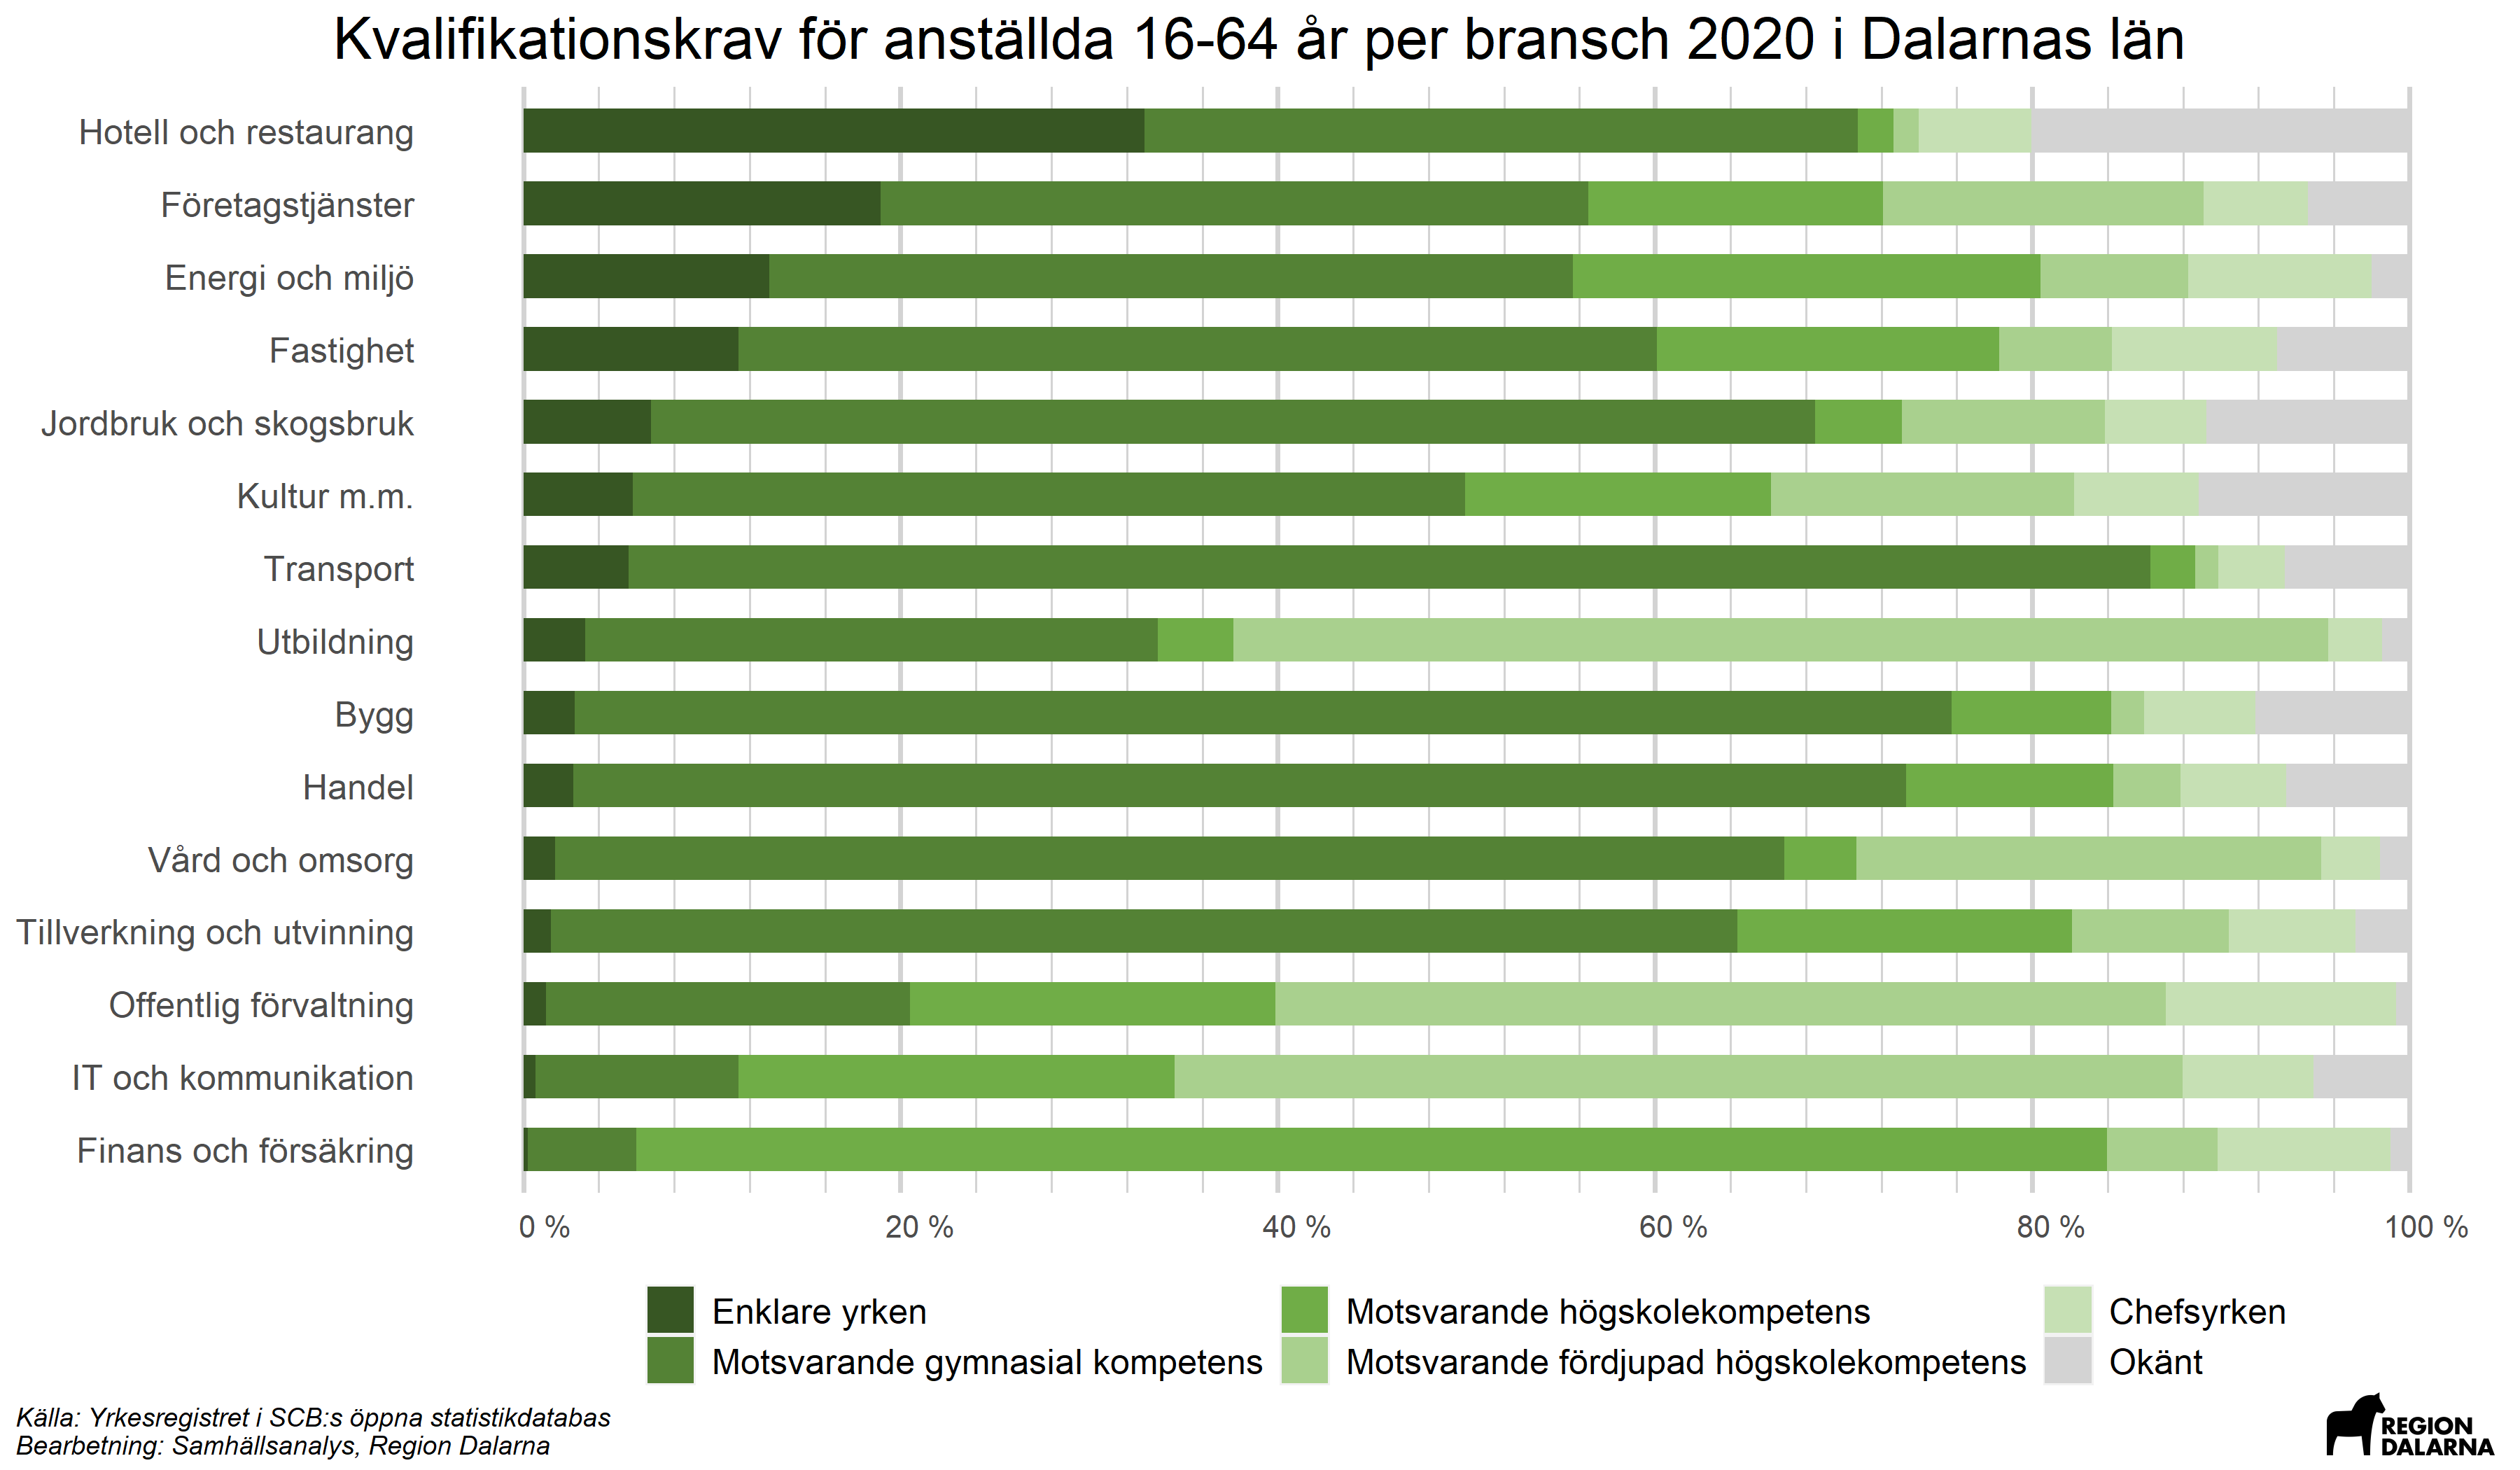 Kvalifikationskrav för anställda 16-64 år per bransch 2020 i Dalarnas län
Hotell och restaurang
Företagstjänster
Energi och miljö
Fastighet
Jordbruk och skogsbruk
Kultur m.m.
Transport
Utbildning
Bygg
Handel
Vård och omsorg
Tillverkning och utvinning
Offentlig förvaltning
IT och kommunikation
Finans och försäkring
0 % 20 % 40 % 60 % 80 % 100 %
Enklare yrken Motsvarande högskolekompetens Chefsyrken
Motsvarande gymnasial kompetens Motsvarande fördjupad högskolekompetens Okänt
Källa: Yrkesregistret i SCB:s öppna statistikdatabas
Bearbetning: Samhällsanalys, Region Dalarna
REGION
DALARNA